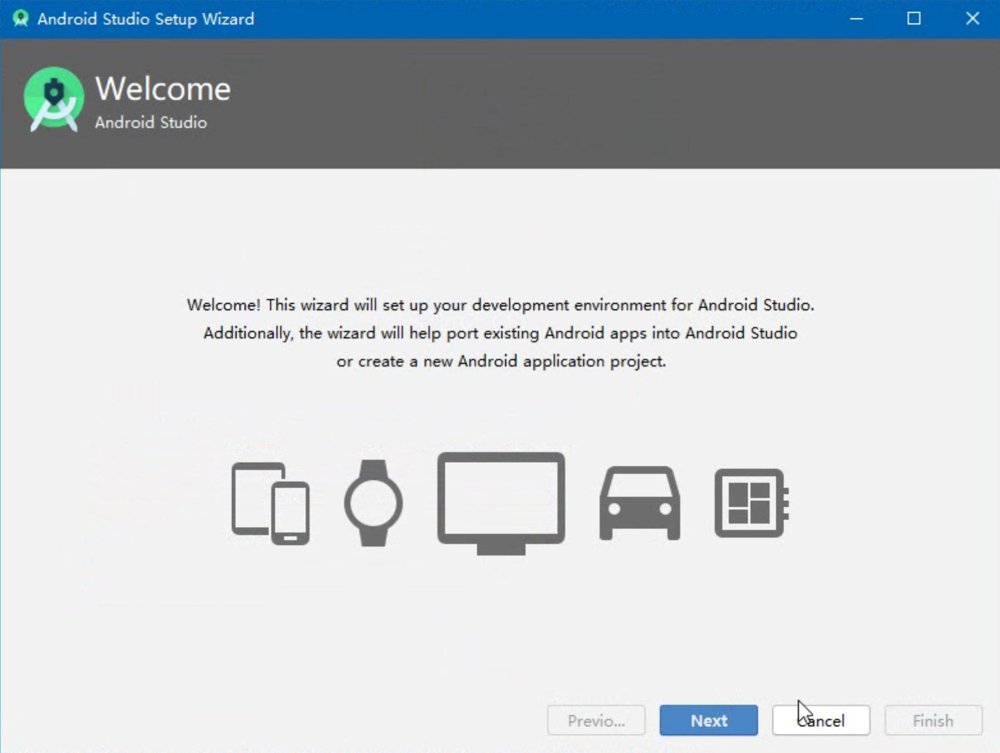 Android Studio Setup Wizard
Welcome
Android Studio
Welcome! This wizard will set up your development environment for Android Studio.
Additionally, the wizard will help port existing Android apps into Android Studio
or create a new Android application project.
Previo... Next Cancel Finish